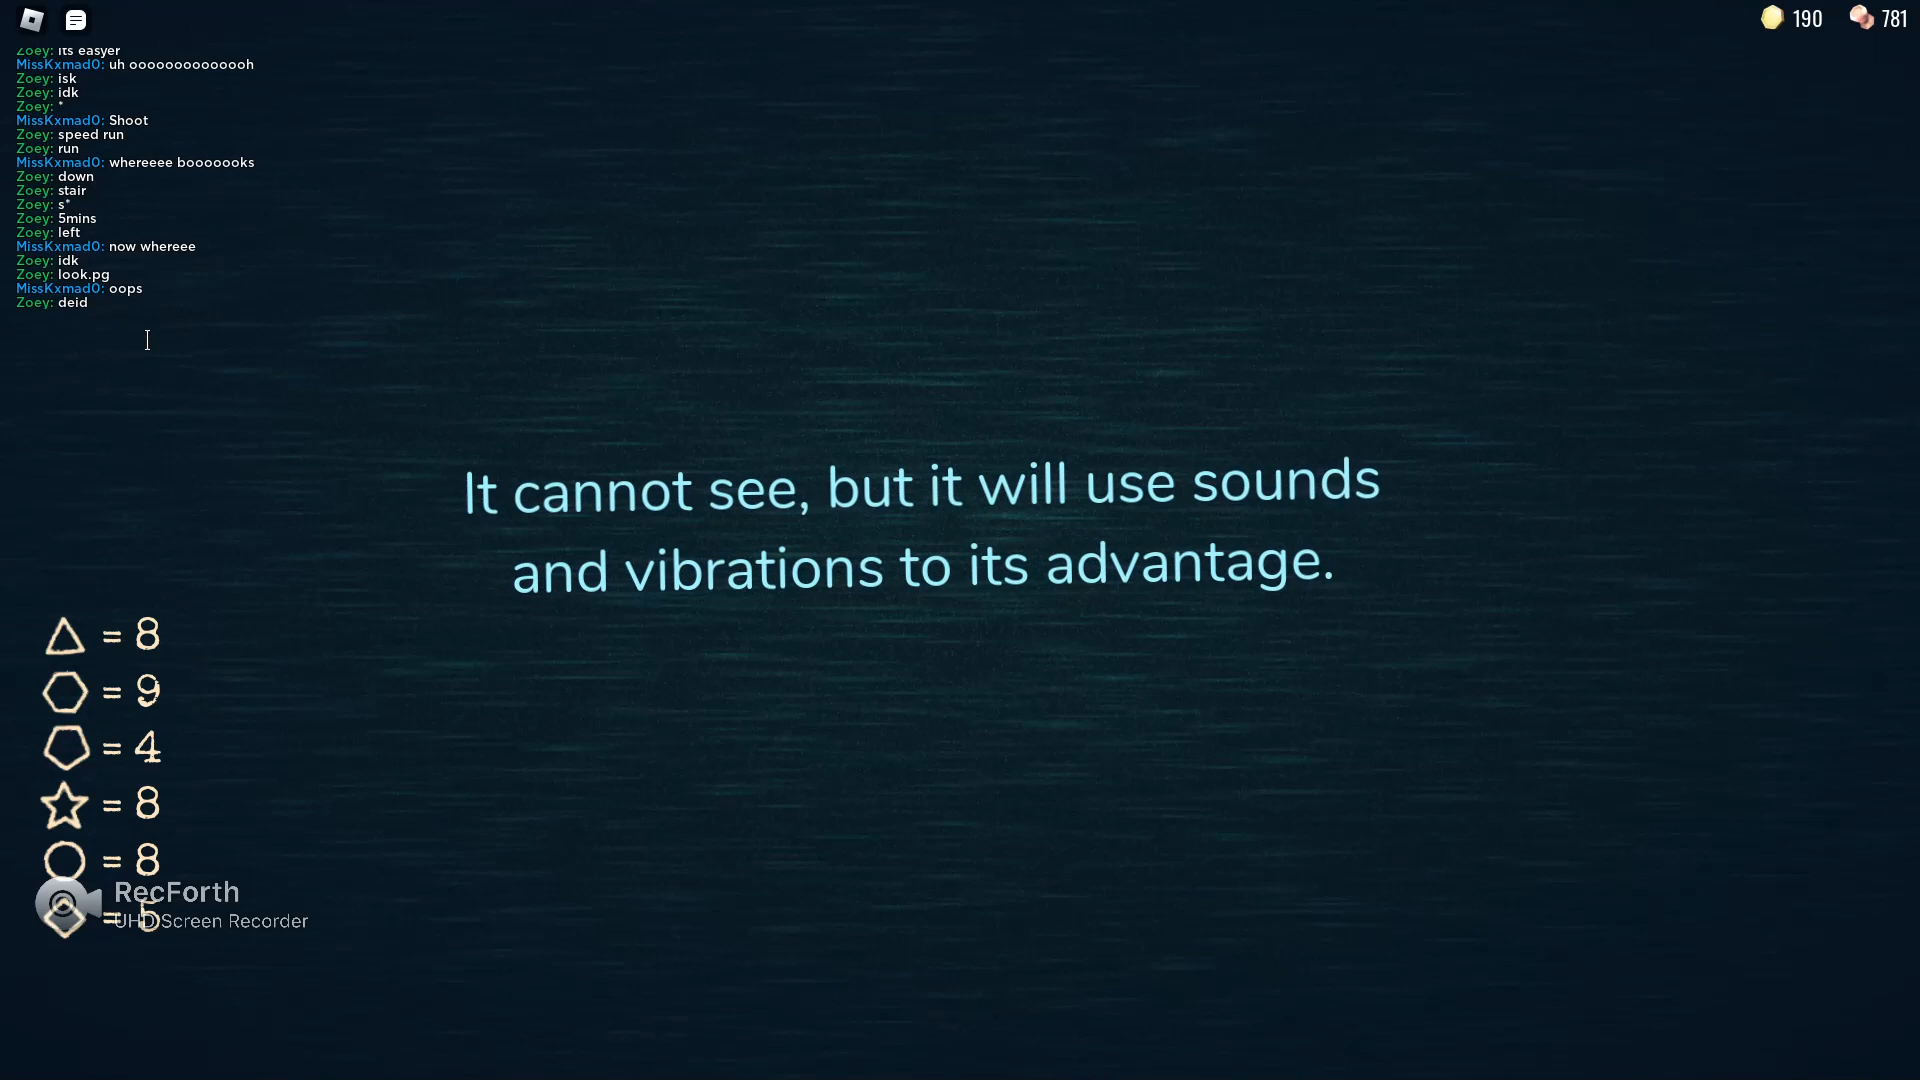 190 781
Zoey: its easyer
MissKxmad0: uh ooooooooooooooh
Zoey: isk
Zoey: idk
Zoey: *
MissKxmad0: Shoot
Zoey: speed run
Zoey: run
MissKxmad0: whereeee booooooks
Zoey: down
Zoey: stair
Zoey: s*
Zoey: 5mins
Zoey: left
MissKxmad0: now whereee
Zoey: idk
Zoey: look.pg
MissKxmad0: oops
Zoey: deid
It cannot see, but it will use sounds
and vibrations to its advantage.
= 8
= 9
= 4
= 8
= 8
= 5
RecForth
UHD Screen Recorder